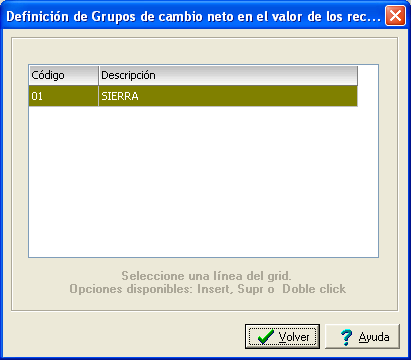 Definición de Grupos de cambio neto en el valor de los rec...
Código Descripción
01 SIERRA
Seleccione una línea del grid.
Opciones disponibles: Insert, Supr o Doble click
Volver Ayuda